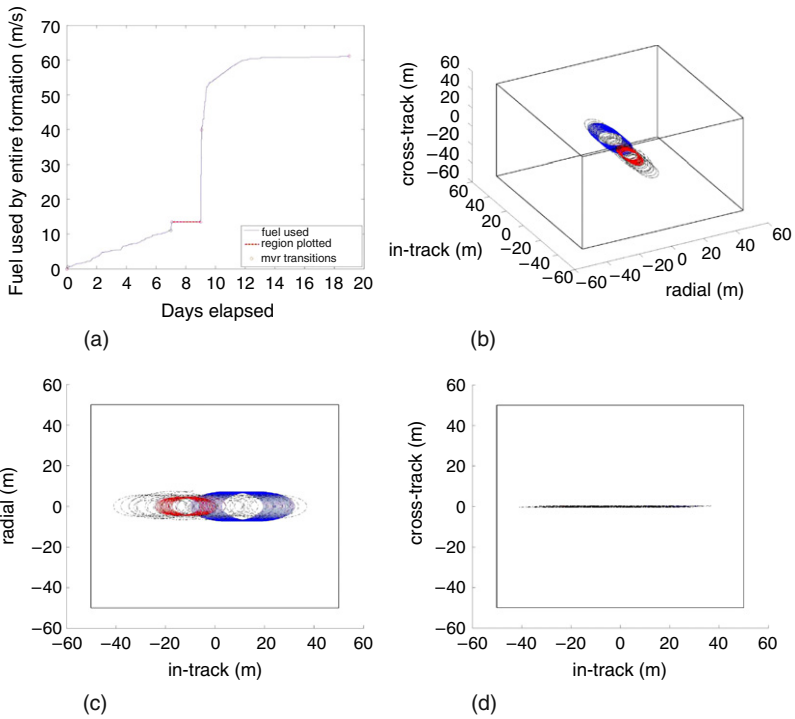 Fuel used by entire formation (m/s)
70
60
50
40
30
20
10
0
0 2 4 6 8 10 12 14 16 18 20
Days elapsed
fuel used
region plotted
mvr transitions
(a)
cross-track (m)
60
40
20
0
−20
−40
−60
60
40
20
0
−20
−40
−60
in-track (m)
−60
−40
−20
0
20
40
60
radial (m)
(b)
radial (m)
60
40
20
0
−20
−40
−60
−60 −40 −20 0 20 40 60
in-track (m)
(c)
cross-track (m)
60
40
20
0
−20
−40
−60
−60 −40 −20 0 20 40 60
in-track (m)
(d)